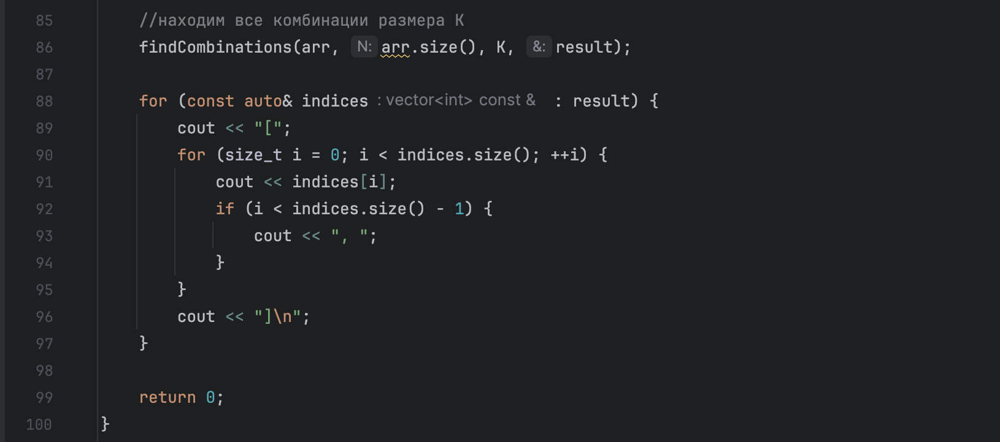 85 //находим все комбинации размера K
86 findCombinations(arr, N: arr.size(), K, &: result);
87
88 for (const auto& indices : vector<int> const & : result) {
89 cout << "[";
90 for (size_t i = 0; i < indices.size(); ++i) {
91 cout << indices[i];
92 if (i < indices.size() - 1) {
93 cout << ", ";
94 }
95 }
96 cout << "]\n";
97 }
98
99 return 0;
100 }